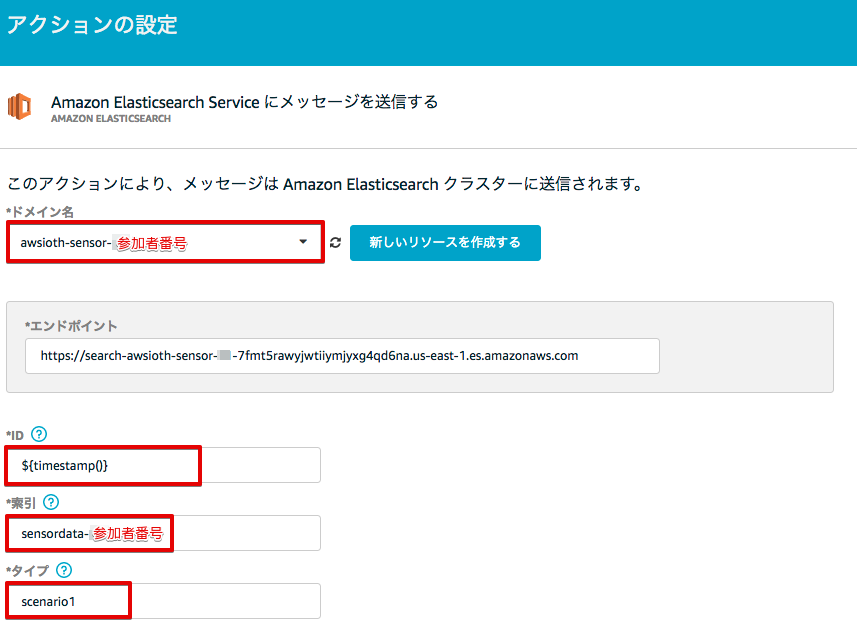 アクションの設定
Amazon Elasticsearch Service にメッセージを送信する
AMAZON ELASTICSEARCH
このアクションにより、メッセージは Amazon Elasticsearch クラスターに送信されます。
*ドメイン名
awsioth-sensor-参加者番号
新しいリソースを作成する
*エンドポイント
https://search-awsioth-sensor- -7fmt5rawyjwtiiymjyxg4qd6na.us-east-1.es.amazonaws.com
*ID ?
${timestamp()}
*索引 ?
sensordata-参加者番号
*タイプ ?
scenario1